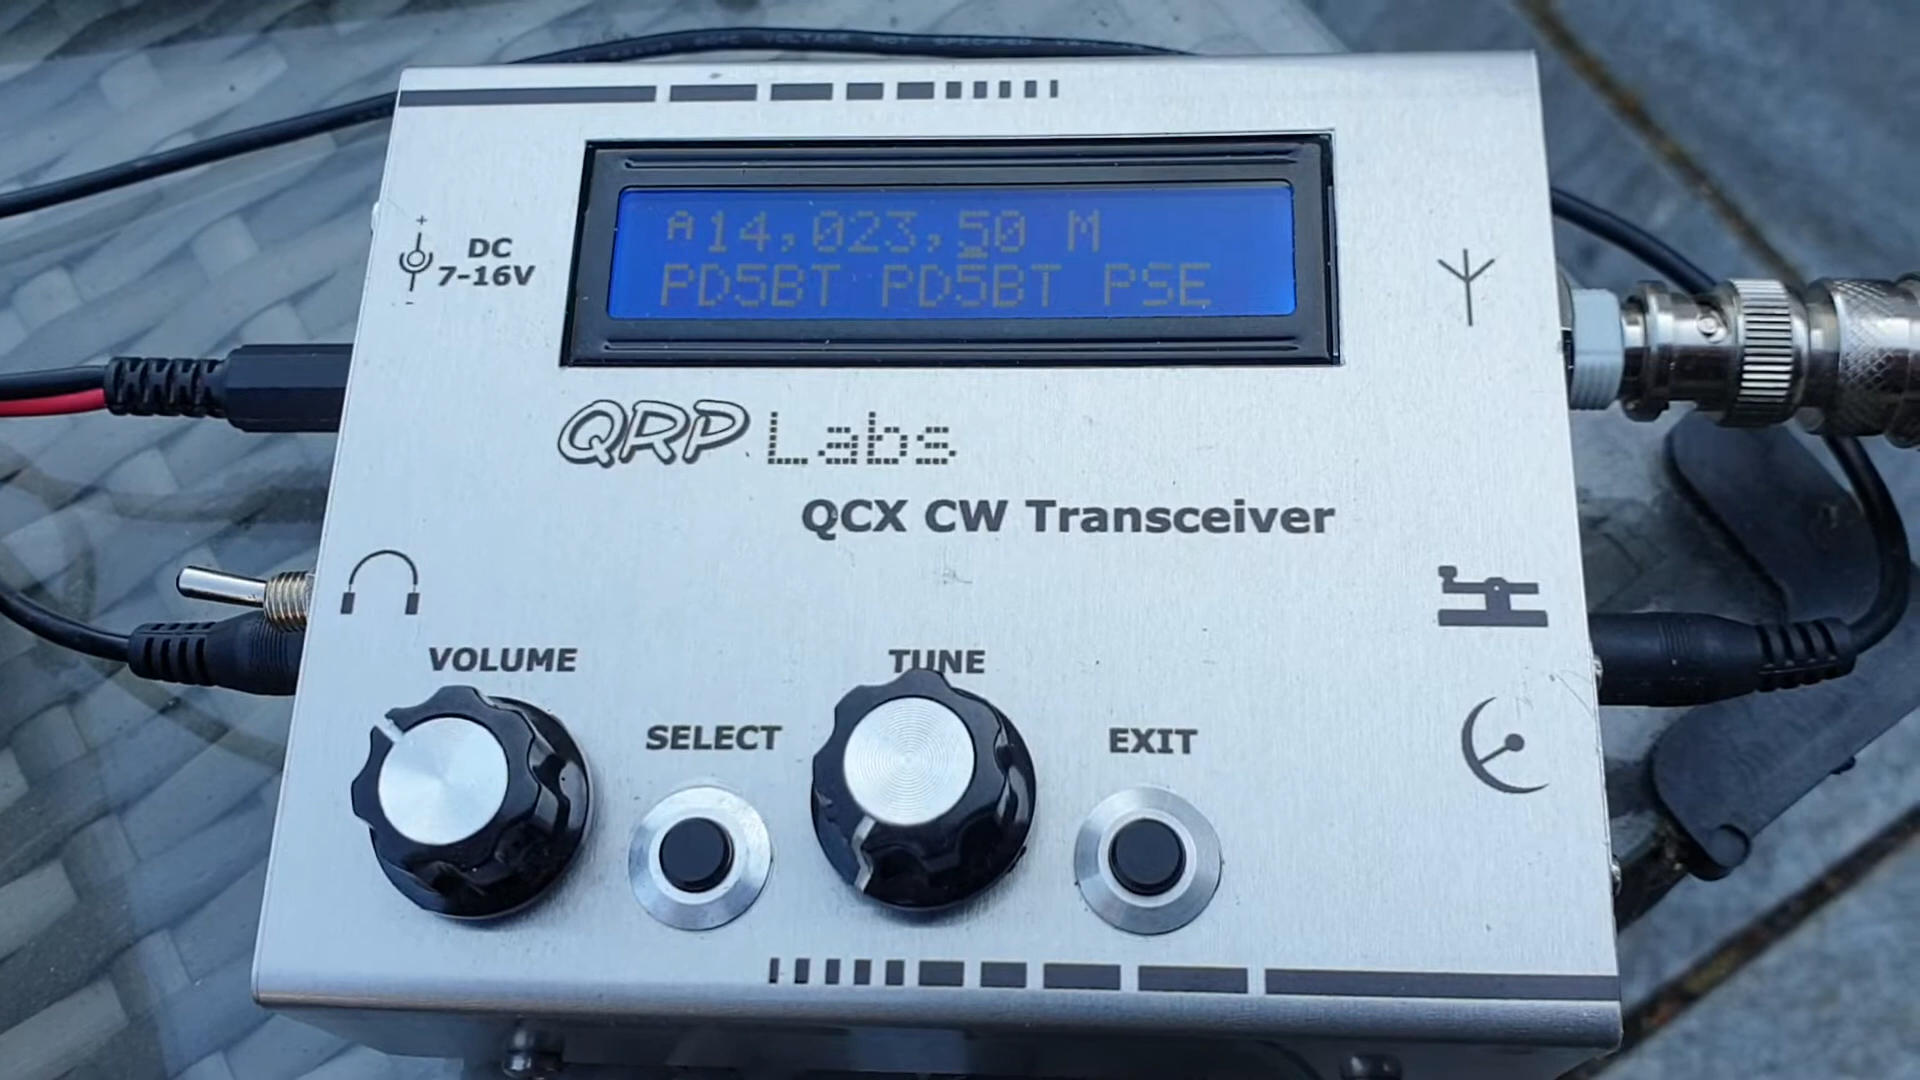 A14,023,50 M
PD5BT PD5BT PSE
+
DC
7-16V
-
QRP Labs
QCX CW Transceiver
VOLUME
TUNE
SELECT
EXIT